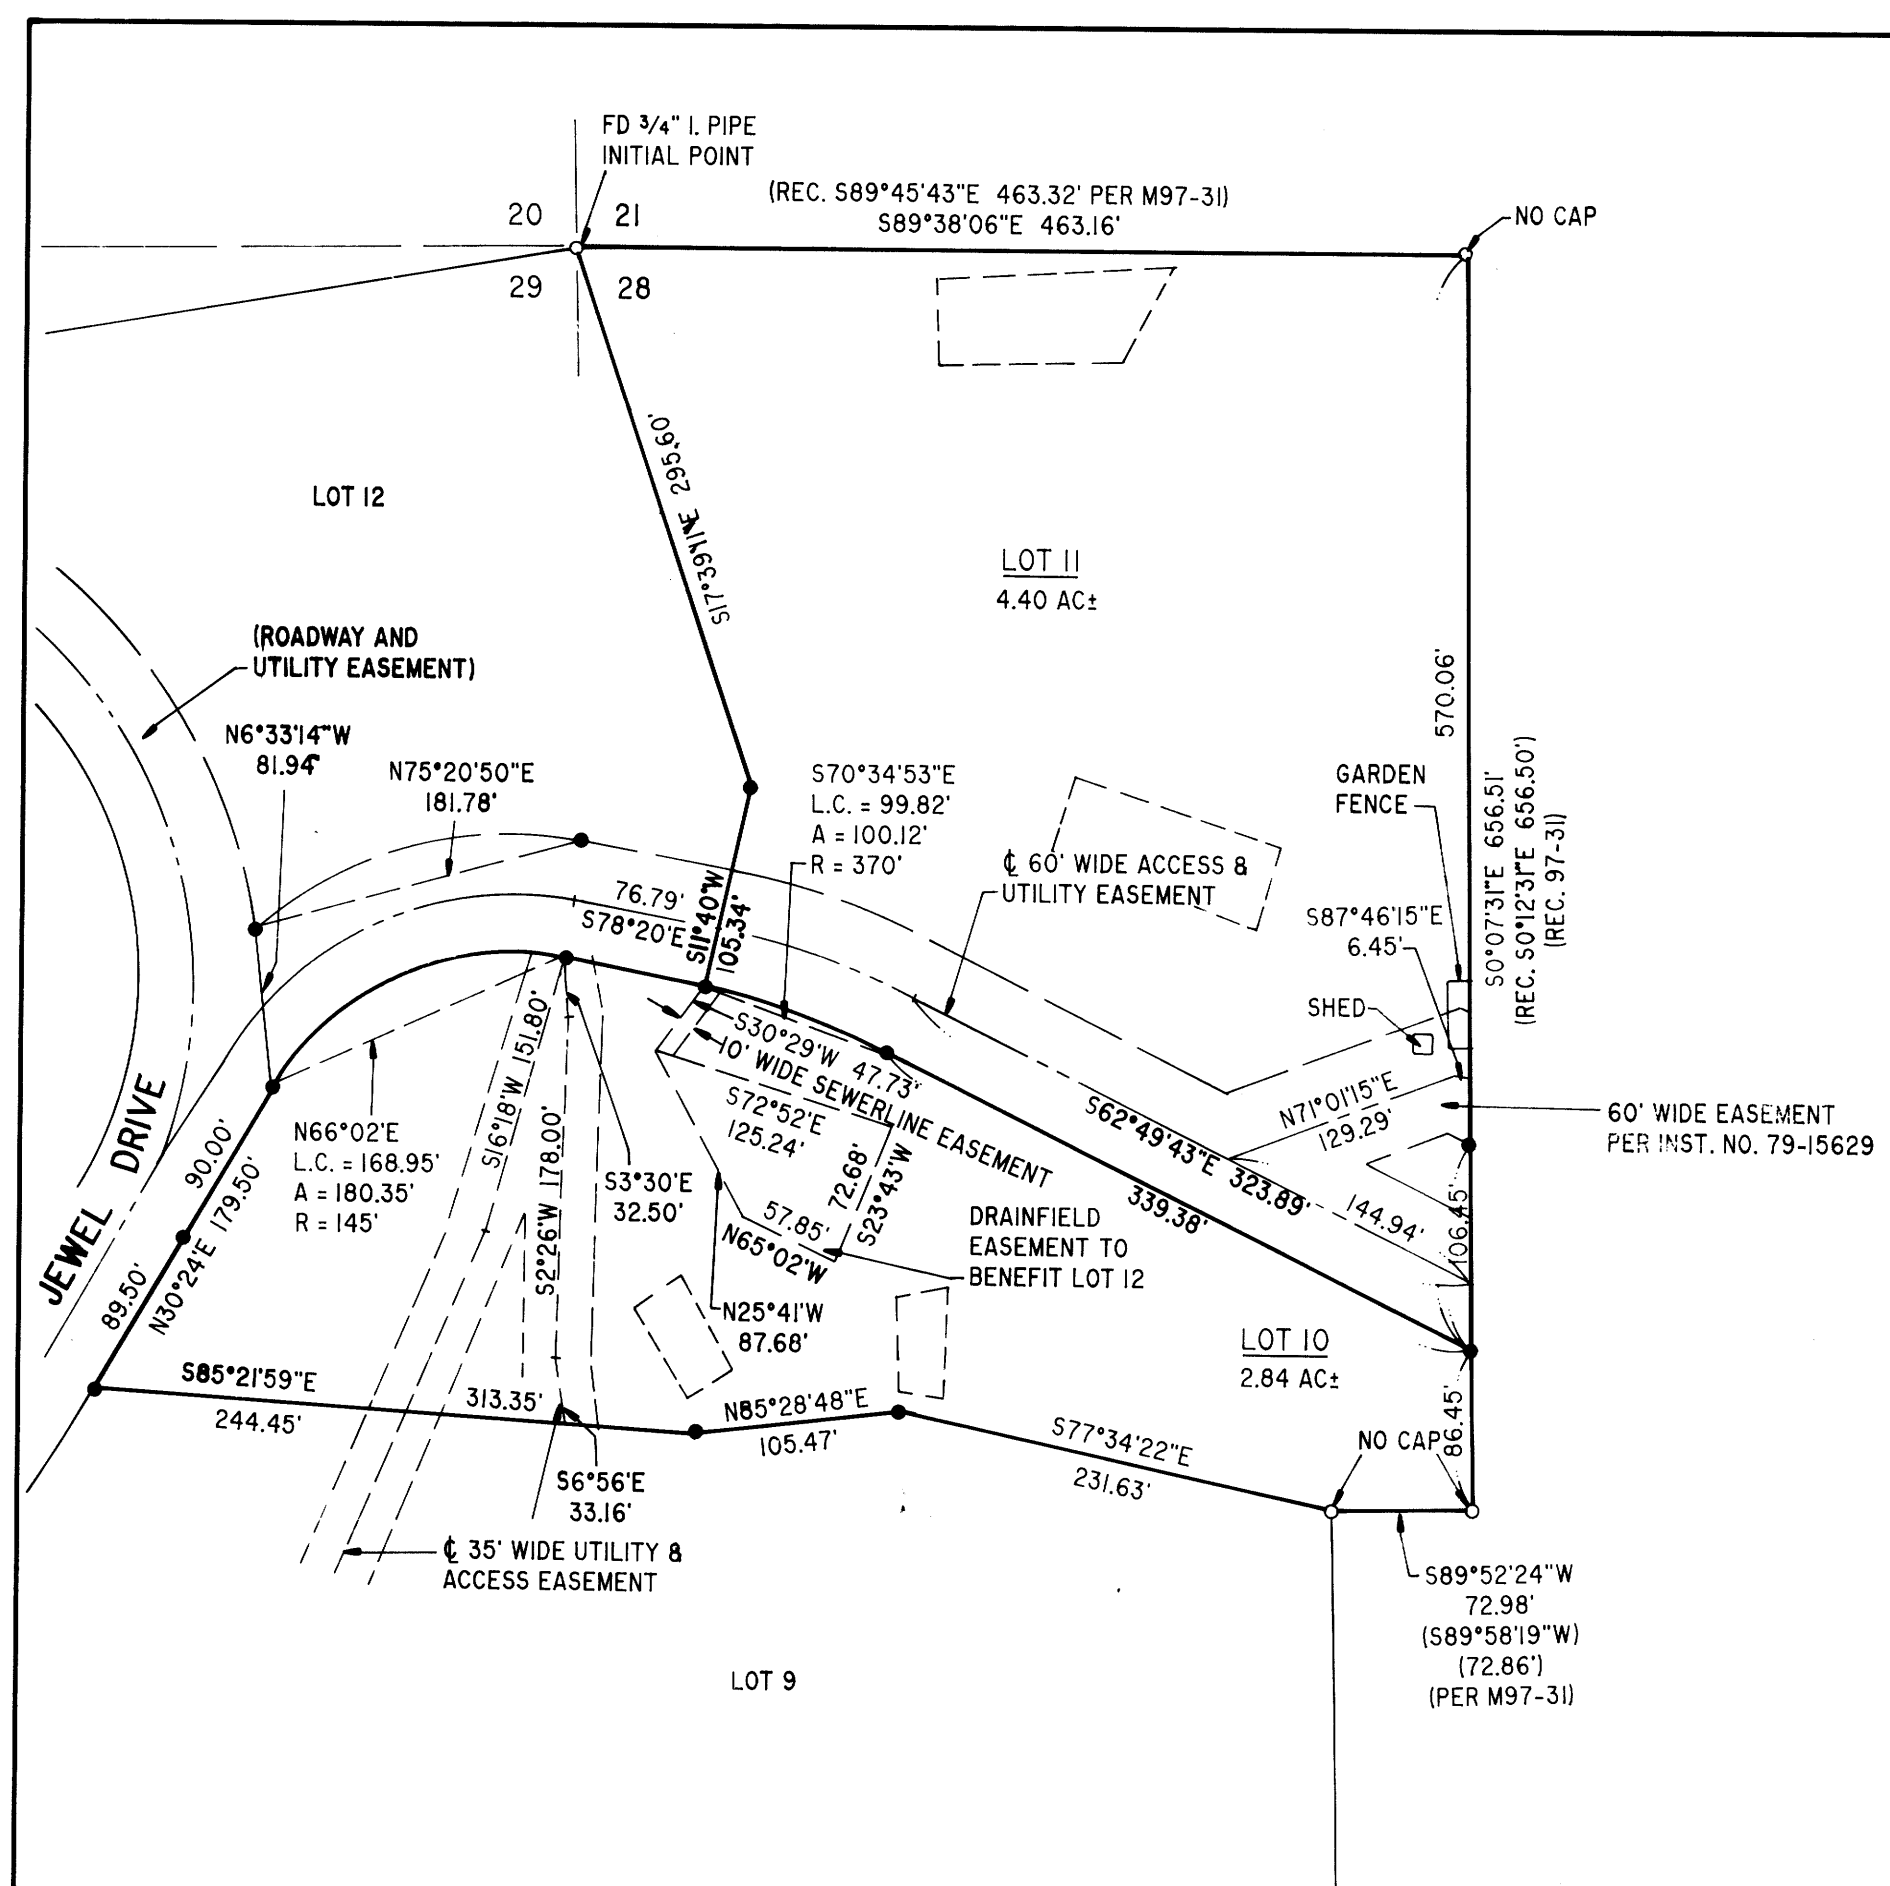 FD 3/4" I. PIPE
INITIAL POINT
(REC. S89°45'43"E 463.32' PER M97-31)
S89°38'06"E 463.16'
NO CAP
20
21
29
28
S17°39'11"E 295.60'
LOT 12
LOT 11
4.40 AC±
(ROADWAY AND
UTILITY EASEMENT)
N6°33'14"W
81.94'
N75°20'50"E
181.78'
S70°34'53"E
L.C. = 99.82'
A = 100.12'
R = 370'
570.06'
S0°07'31"E 656.51'
(REC. S0°12'31"E 656.50')
(REC. 97-31)
GARDEN
FENCE
℄ 60' WIDE ACCESS &
UTILITY EASEMENT
S87°46'15"E
6.45'
76.79'
S78°20'E
S11°40'W
105.34'
SHED
S30°29'W 47.73'
10' WIDE SEWERLINE EASEMENT
S72°52'E
125.24'
S16°18'W 151.80'
S2°26'W 178.00'
S62°49'43"E 323.89'
339.38'
N71°01'15"E
129.29'
60' WIDE EASEMENT
PER INST. NO. 79-15629
JEWEL DRIVE
90.00'
89.50'
N30°24'E 179.50'
N66°02'E
L.C. = 168.95'
A = 180.35'
R = 145'
S3°30'E
32.50'
72.68'
S23°43'W
57.85'
N65°02'W
DRAINFIELD
EASEMENT TO
BENEFIT LOT 12
144.94'
106.45'
N25°41'W
87.68'
LOT 10
2.84 AC±
S85°21'59"E
244.45'
313.35'
N85°28'48"E
105.47'
S77°34'22"E
231.63'
NO CAP
86.45'
S6°56'E
33.16'
℄ 35' WIDE UTILITY &
ACCESS EASEMENT
S89°52'24"W
72.98'
(S89°58'19"W)
(72.86')
(PER M97-31)
LOT 9